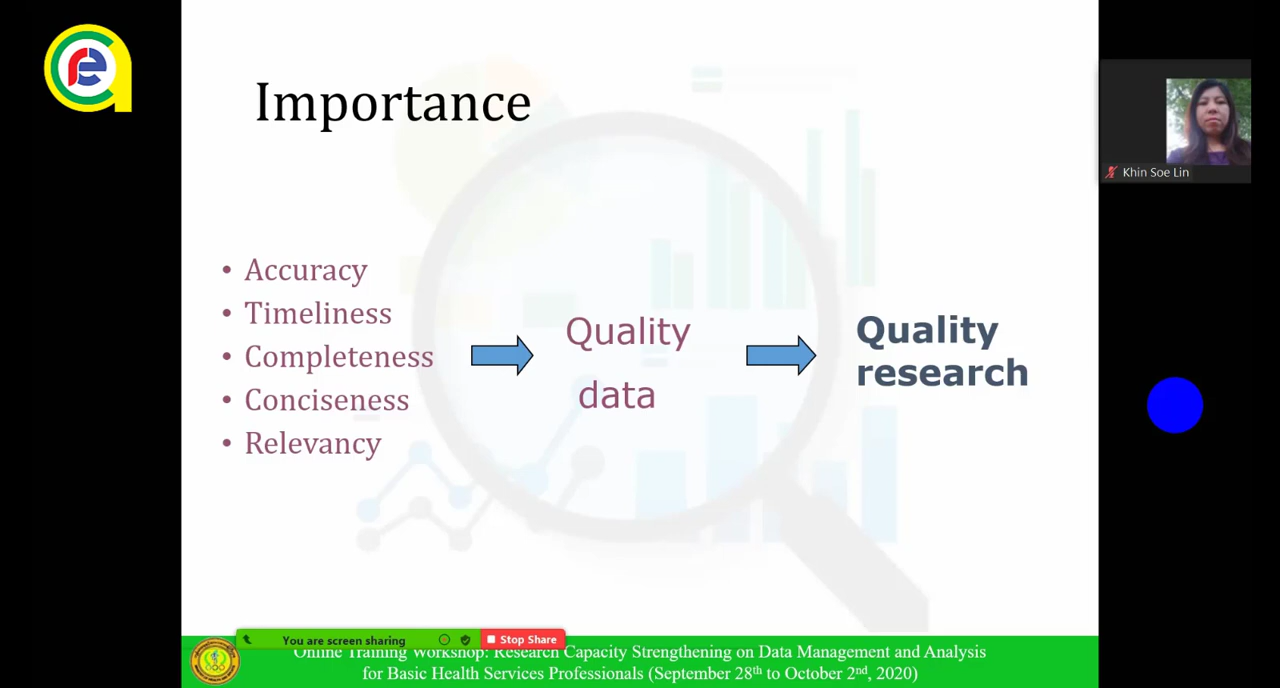 Importance
• Accuracy
• Timeliness
• Completeness
• Conciseness
• Relevancy
Quality
data
Quality
research
Khin Soe Lin
You are screen sharing
Stop Share
Online Training Workshop: Research Capacity Strengthening on Data Management and Analysis
for Basic Health Services Professionals (September 28th to October 2nd, 2020)